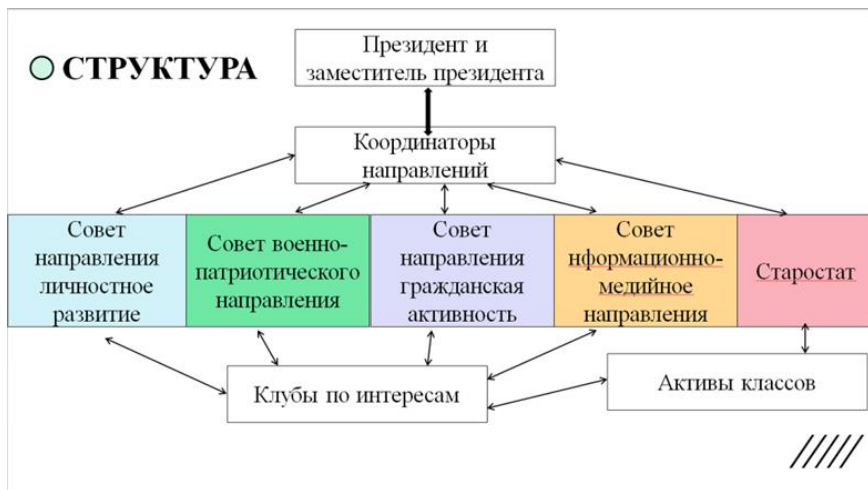 СТРУКТУРА
Президент и
заместитель президента
Координаторы
направлений
Совет
направления
личностное
развитие
Совет военно-
патриотического
направления
Совет
направления
гражданская
активность
Совет
нформационно-
медийное
направления
Старостат
Клубы по интересам
Активы классов